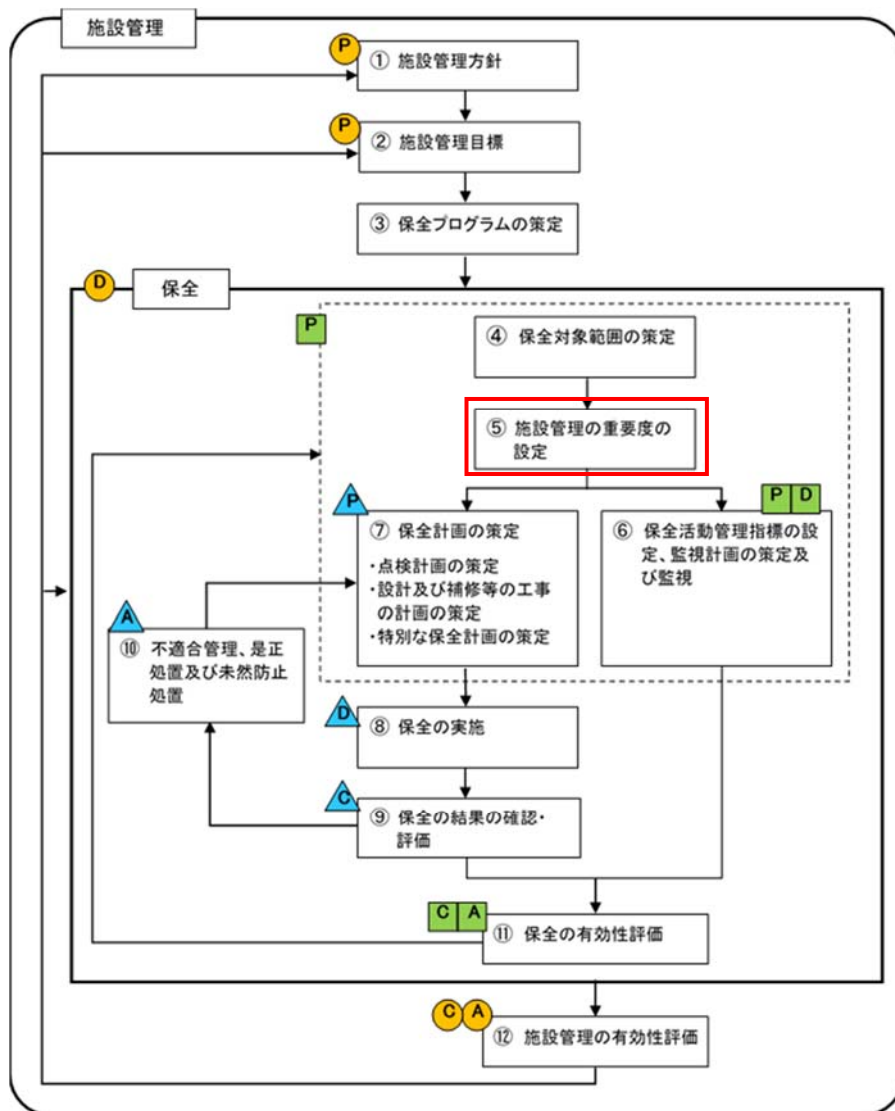 施設管理
P
① 施設管理方針
P
② 施設管理目標
③ 保全プログラムの策定
D
保全
P
④ 保全対象範囲の策定
⑤ 施設管理の重要度の
設定
P
⑦ 保全計画の策定
・点検計画の策定
・設計及び補修等の工事
の計画の策定
・特別な保全計画の策定
P D
⑥ 保全活動管理指標の設
定、監視計画の策定及
び監視
A
⑩ 不適合管理、是正
処置及び未然防止
処置
D
⑧ 保全の実施
C
⑨ 保全の結果の確認・
評価
C A
⑪ 保全の有効性評価
C A
⑫ 施設管理の有効性評価